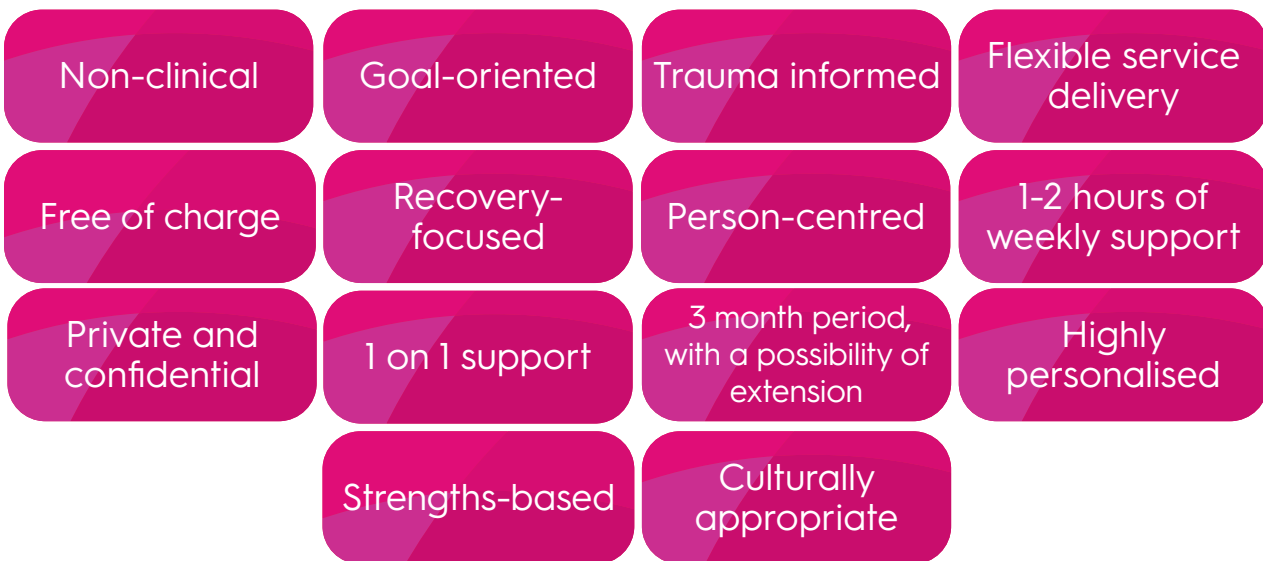 Non-clinical
Goal-oriented
Trauma informed
Flexible service
delivery
Free of charge
Recovery-
focused
Person-centred
1-2 hours of
weekly support
Private and
confidential
1 on 1 support
3 month period,
with a possibility of
extension
Highly
personalised
Strengths-based
Culturally
appropriate